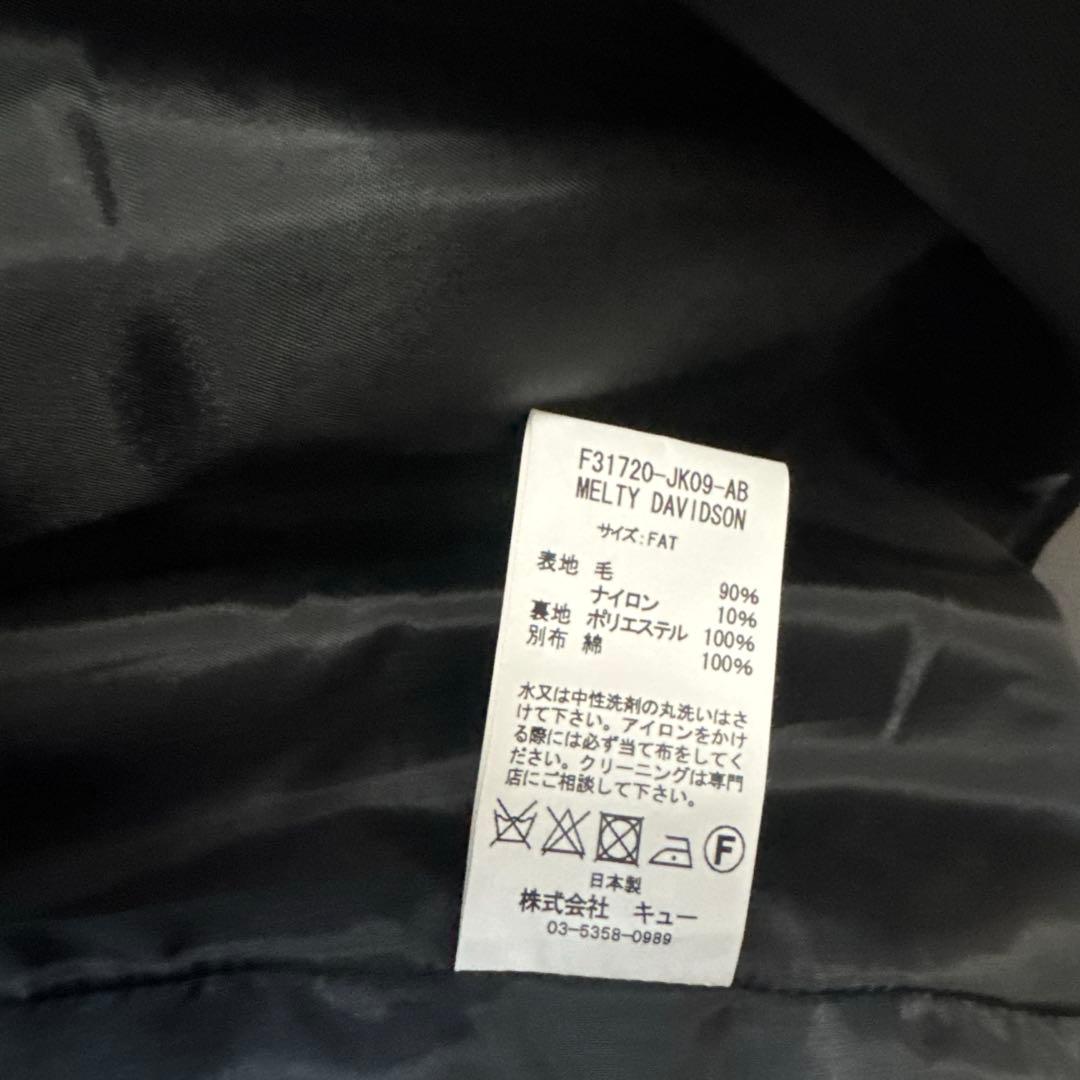 F31720-JK09-AB
MELTY DAVIDSON
サイズ:FAT
表地 毛 90%
ナイロン 10%
裏地 ポリエステル 100%
別布 綿 100%
水又は中性洗剤の丸洗いはさ
けて下さい。アイロンをかけ
る際には必ず当て布をしてく
ださい。クリーニングは専門
店にご相談して下さい。
F
日本製
株式会社 キュー
03-5358-0989